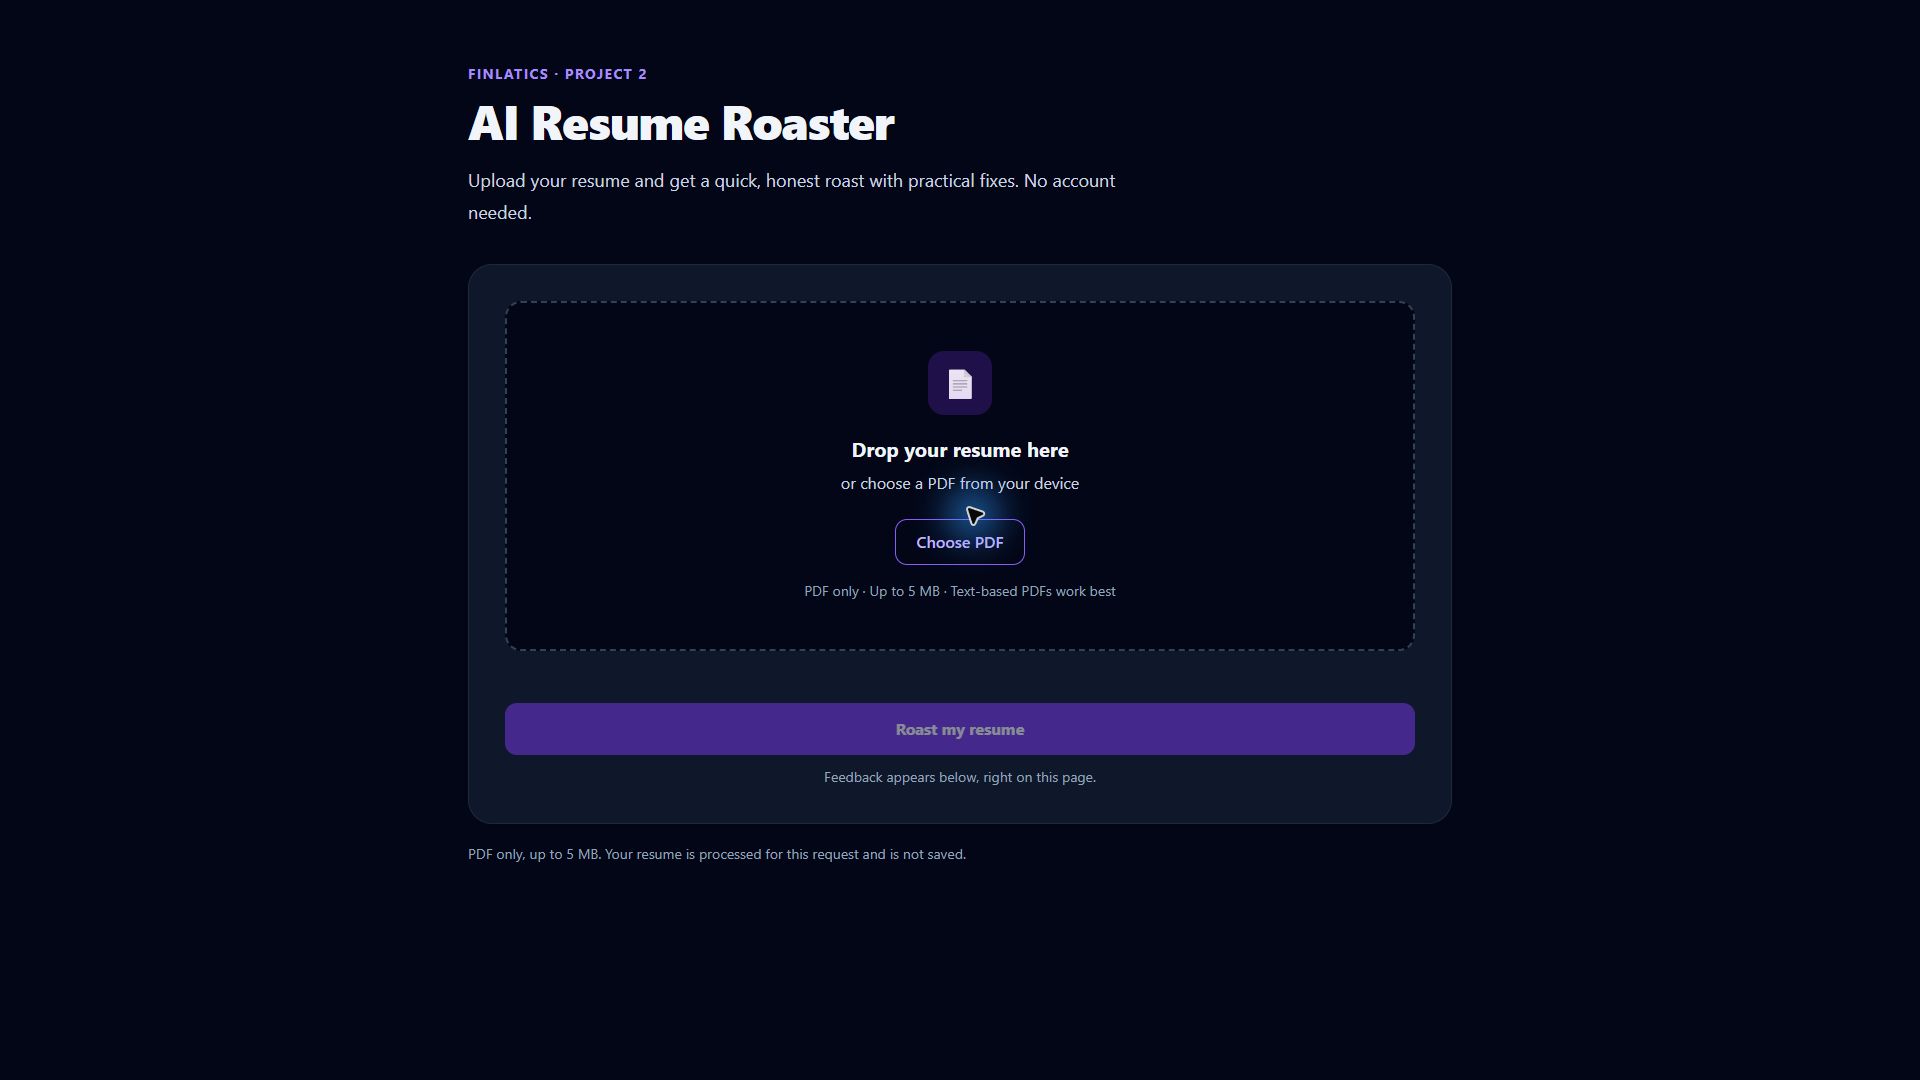 FINLATICS · PROJECT 2
AI Resume Roaster
Upload your resume and get a quick, honest roast with practical fixes. No account
needed.
Drop your resume here
or choose a PDF from your device
Choose PDF
PDF only · Up to 5 MB · Text-based PDFs work best
Roast my resume
Feedback appears below, right on this page.
PDF only, up to 5 MB. Your resume is processed for this request and is not saved.